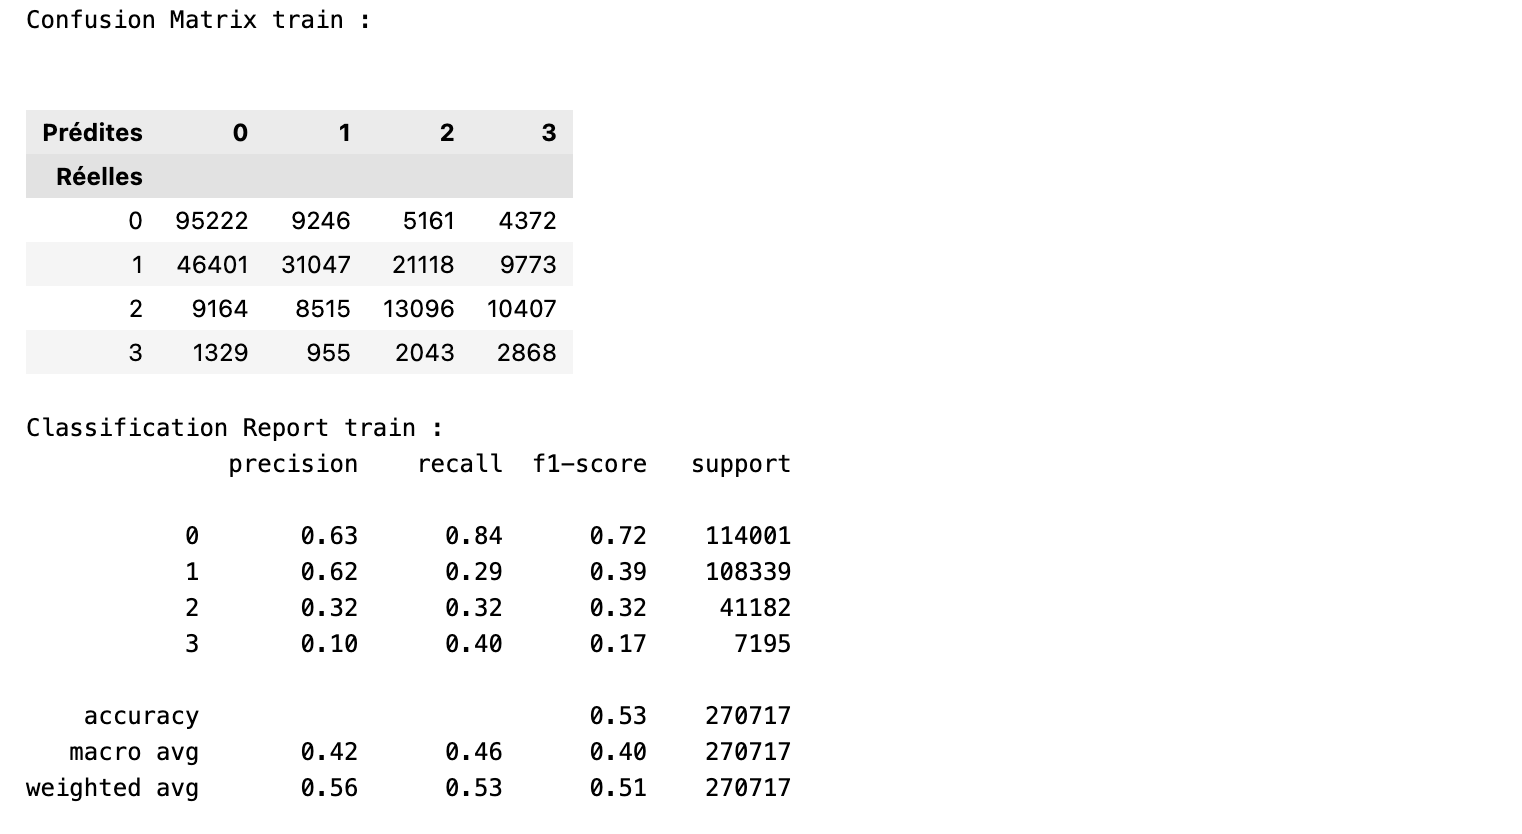 Confusion Matrix train :
Prédites 0 1 2 3
Réelles
0 95222 9246 5161 4372
1 46401 31047 21118 9773
2 9164 8515 13096 10407
3 1329 955 2043 2868
Classification Report train :
precision recall f1-score support
0 0.63 0.84 0.72 114001
1 0.62 0.29 0.39 108339
2 0.32 0.32 0.32 41182
3 0.10 0.40 0.17 7195
accuracy 0.53 270717
macro avg 0.42 0.46 0.40 270717
weighted avg 0.56 0.53 0.51 270717